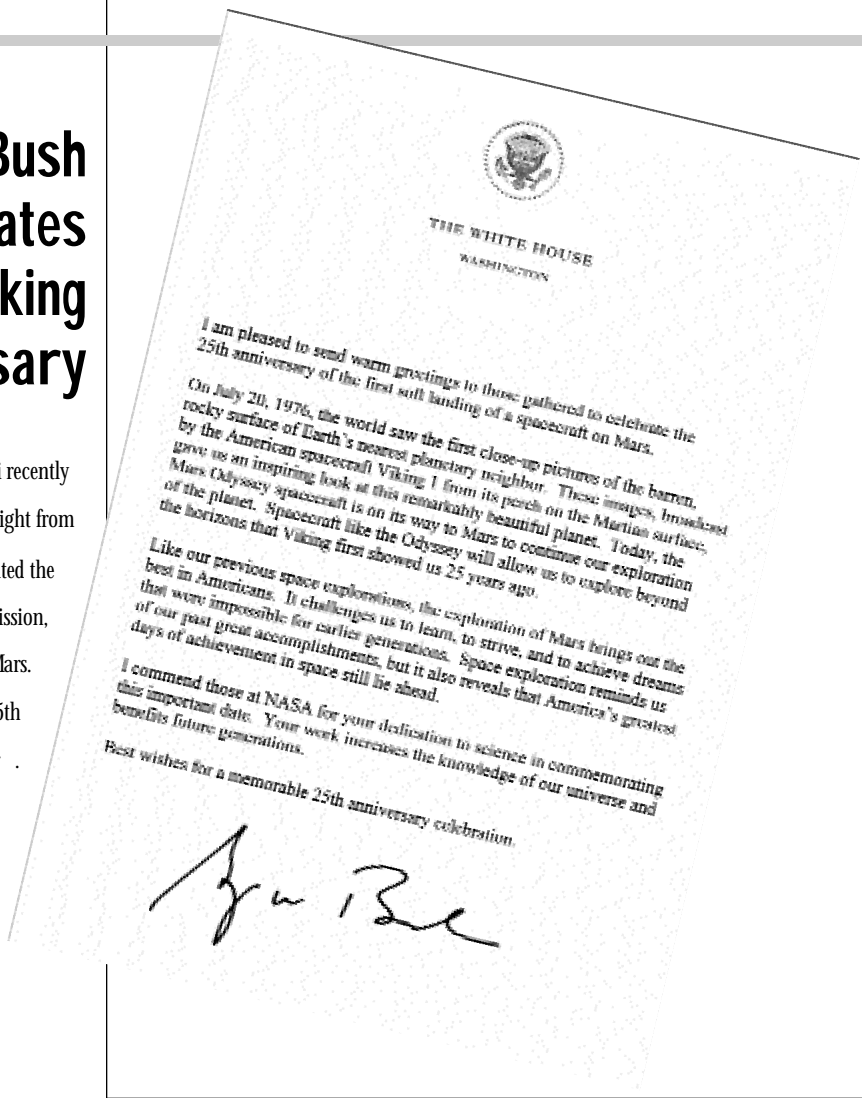 Bush
ates
king
sary
i recently
ight from
ted the
ission,
Mars.
5th
.
THE WHITE HOUSE
WASHINGTON
I am pleased to send warm greetings to those gathered to celebrate the
25th anniversary of the first soft landing of a spacecraft on Mars.
On July 20, 1976, the world saw the first close-up pictures of the barren,
rocky surface of Earth's nearest planetary neighbor. These images, broadcast
by the American spacecraft Viking 1 from its perch on the Martian surface,
gave us an inspiring look at this remarkably beautiful planet. Today, the
Mars Odyssey spacecraft is on its way to Mars to continue our exploration
of the planet. Spacecraft like the Odyssey will allow us to explore beyond
the horizons that Viking first showed us 25 years ago.
Like our previous space explorations, the exploration of Mars brings out the
best in Americans. It challenges us to learn, to strive, and to achieve dreams
that were impossible for earlier generations. Space exploration reminds us
of our past great accomplishments, but it also reveals that America's greatest
days of achievement in space still lie ahead.
I commend those at NASA for your dedication to science in commemorating
this important date. Your work increases the knowledge of our universe and
benefits future generations.
Best wishes for a memorable 25th anniversary celebration.